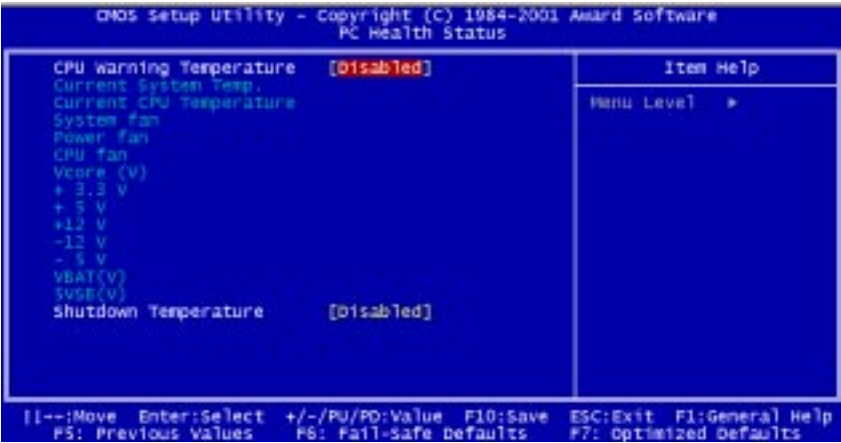 CMOS Setup Utility - Copyright (C) 1984-2001 Award Software
PC Health Status
CPU Warning Temperature [Disabled]
Current System Temp.
Current CPU Temperature
System fan
Power fan
CPU fan
Vcore (V)
+ 3.3 V
+ 5 V
+12 V
-12 V
- 5 V
VBAT(V)
5VSB(V)
Shutdown Temperature [Disabled]
Item Help
Menu Level ►
||--:Move Enter:Select +/-/PU/PD:Value F10:Save ESC:Exit F1:General Help
F5: Previous Values F6: Fail-Safe Defaults F7: Optimized Defaults